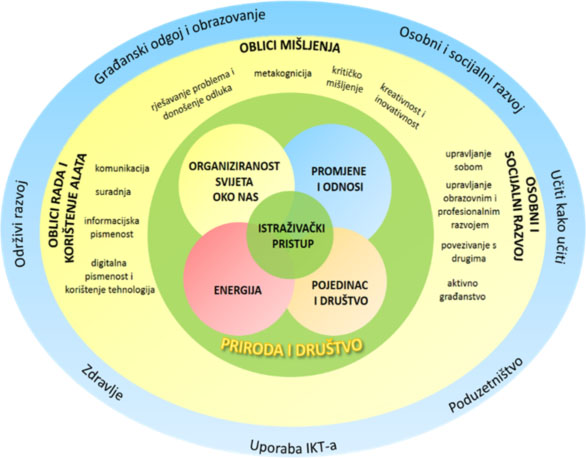 Građanski odgoj i obrazovanje
Osobni i socijalni razvoj
Učiti kako učiti
Poduzetništvo
Uporaba IKT-a
Zdravlje
Održivi razvoj
OBLICI MIŠLJENJA
rješavanje problema i
donošenje odluka
metakognicija
kritičko
mišljenje
kreativnost i
inovativnost
OBLICI RADA I
KORIŠTENJE ALATA
komunikacija
suradnja
informacijska
pismenost
digitalna
pismenost i
korištenje tehnologija
OSOBNI I
SOCIJALNI RAZVOJ
upravljanje
sobom
upravljanje
obrazovnim i
profesionalnim
razvojem
povezivanje s
drugima
aktivno
građanstvo
ORGANIZIRANOST
SVIJETA
OKO NAS
PROMJENE
I ODNOSI
ISTRAŽIVAČKI
PRISTUP
ENERGIJA
POJEDINAC
I DRUŠTVO
PRIRODA I DRUŠTVO